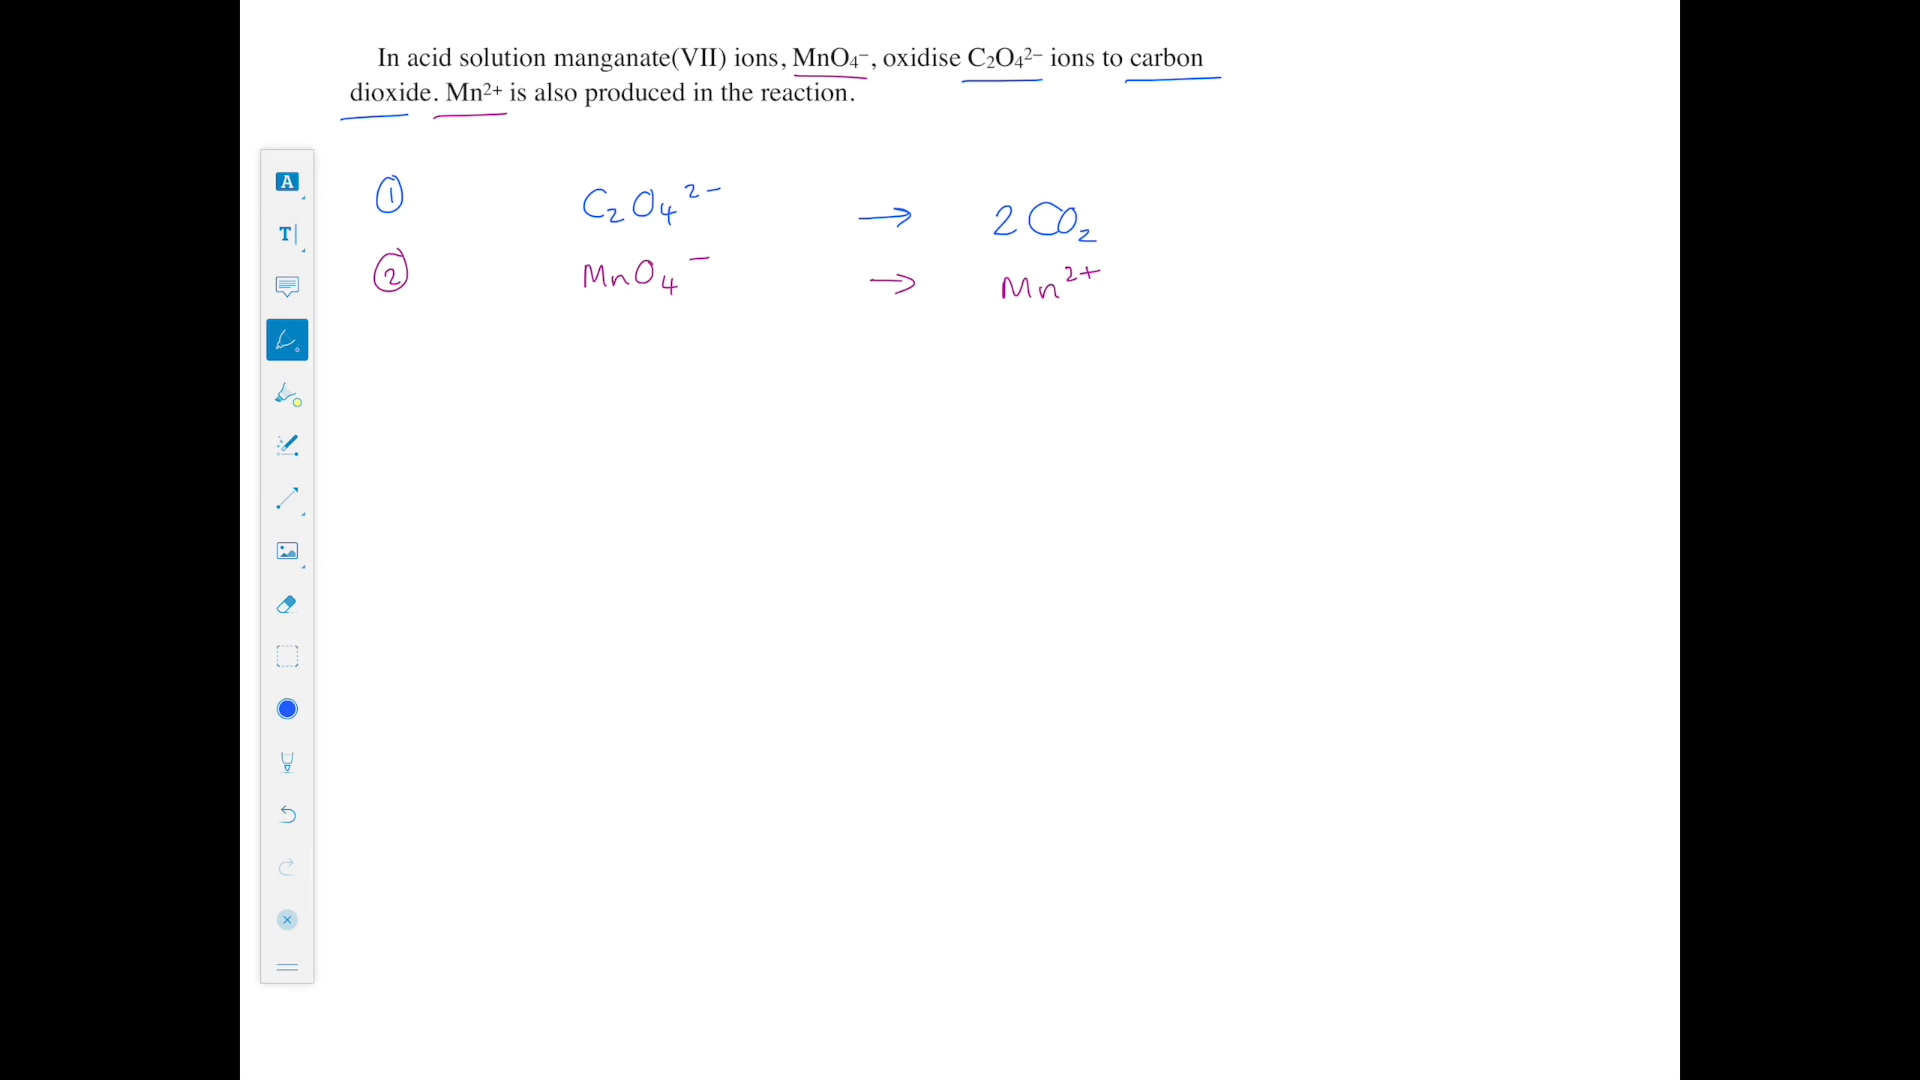 In acid solution manganate(VII) ions, MnO₄⁻, oxidise C₂O₄²⁻ ions to carbon
dioxide. Mn²⁺ is also produced in the reaction.
① C₂O₄²⁻ → 2CO₂
② MnO₄⁻ → Mn²⁺
A
T